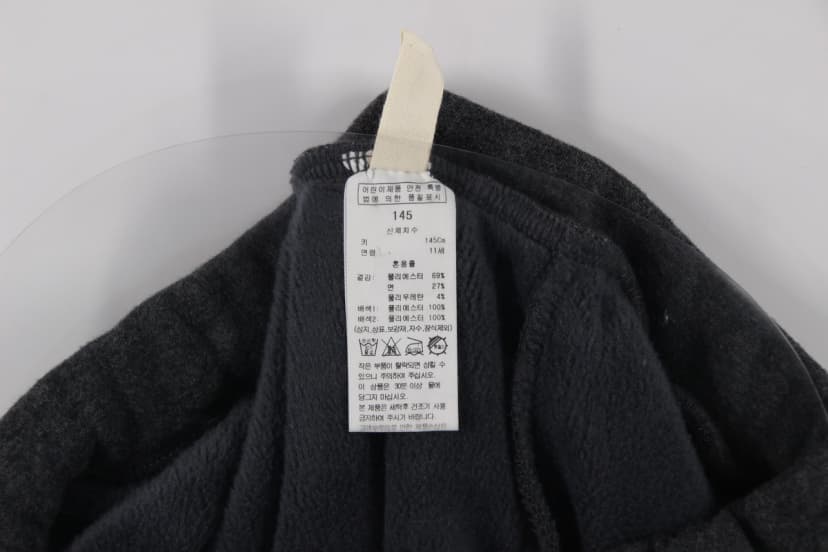 어린이제품 안전 특별
법에 의한 품질표시
145
신체치수
키 145Cm
연령 11세
혼용률
겉감: 폴리에스터 69%
면 27%
폴리우레탄 4%
배색1: 폴리에스터 100%
배색2: 폴리에스터 100%
(심지,상표,보강재,자수,장식제외)
작은 부품이 탈락되면 삼킬 수
있으니 주의하여 주십시오.
이 상품은 30분 이상 물에
담그지 마십시오.
본 제품은 세탁후 건조기 사용
금지하여 주시기 바랍니다.